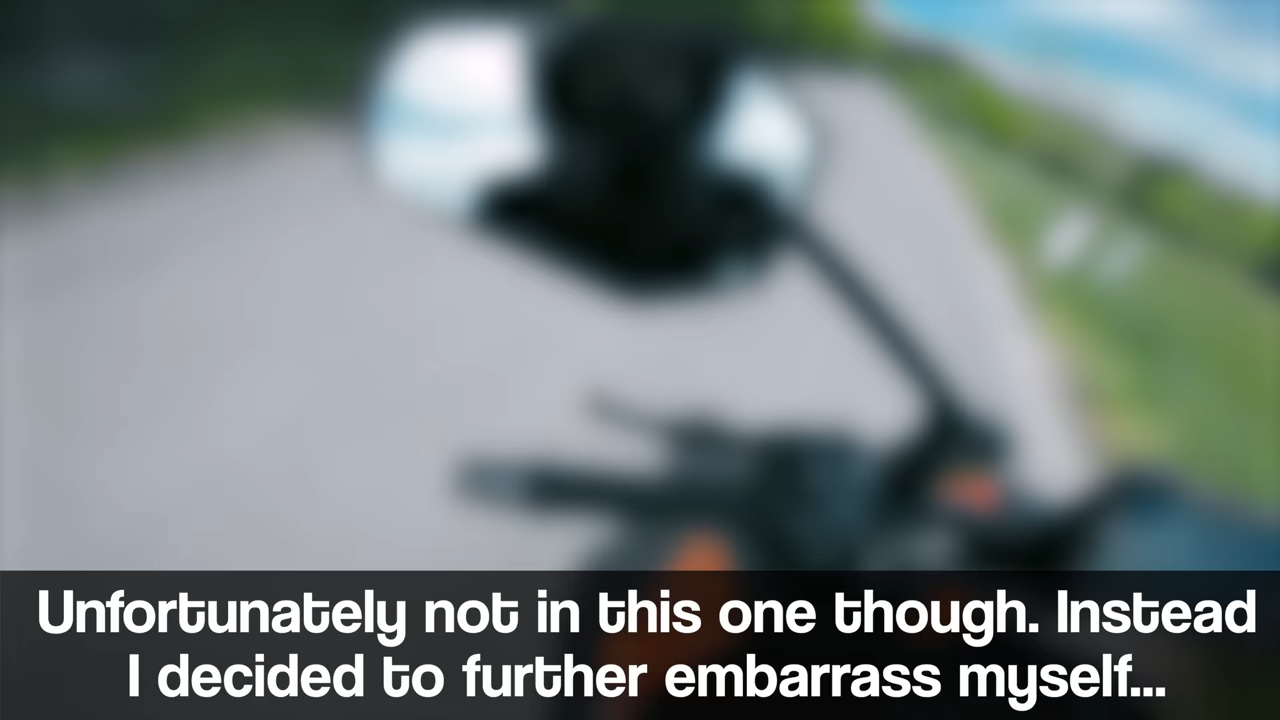 Unfortunately not in this one though. Instead
I decided to further embarrass myself...